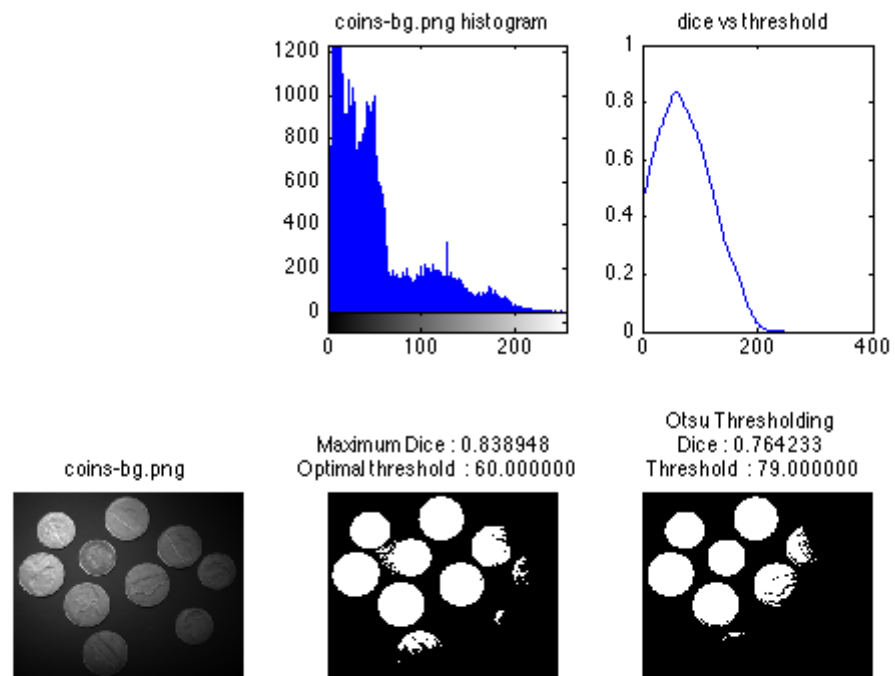 coins-bg.png histogram
1200
1000
800
600
400
200
0
0
100
200
dice vs threshold
1
0.8
0.6
0.4
0.2
0
0
200
400
coins-bg.png
Maximum Dice : 0.838948
Optimal threshold : 60.000000
Otsu Thresholding
Dice : 0.764233
Threshold : 79.000000